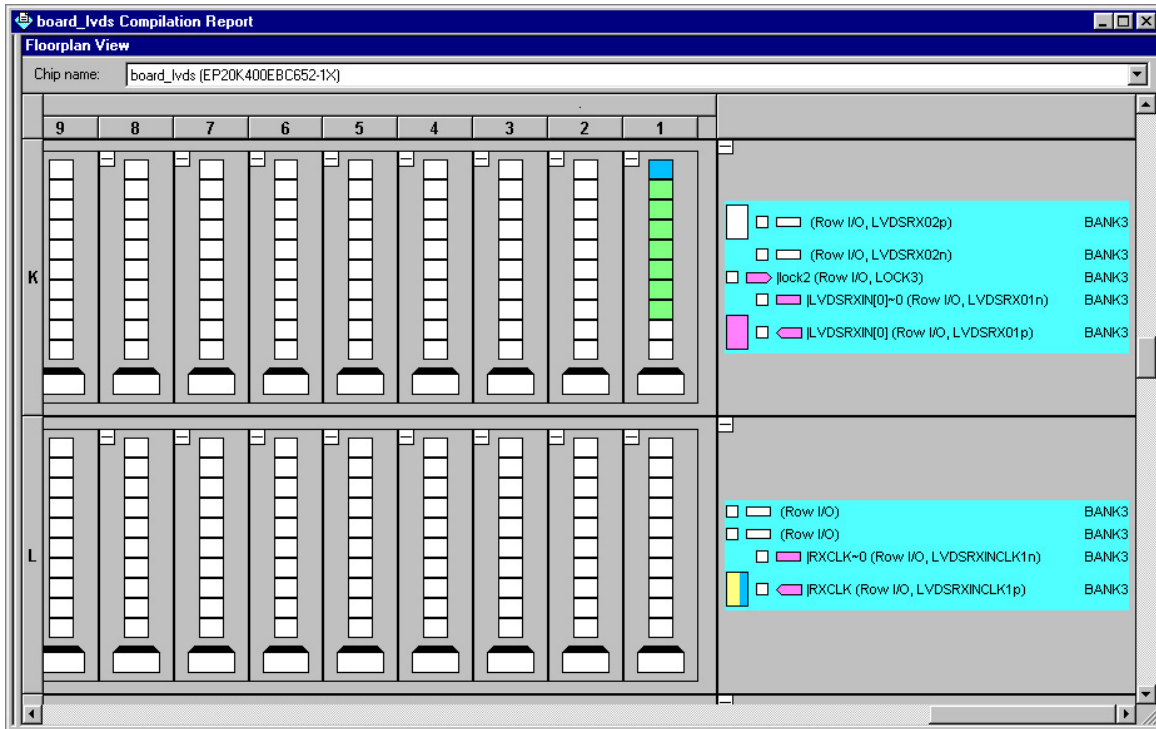 board_lvds Compilation Report
Floorplan View
Chip name: board_lvds (EP20K400EBC652-1X)
9 8 7 6 5 4 3 2 1
K
(Row I/O, LVDSRX02p) BANK3
(Row I/O, LVDSRX02n) BANK3
|lock2 (Row I/O, LOCK3) BANK3
|LVDSRXIN[0]~0 (Row I/O, LVDSRX01n) BANK3
|LVDSRXIN[0] (Row I/O, LVDSRX01p) BANK3
L
(Row I/O) BANK3
(Row I/O) BANK3
|RXCLK~0 (Row I/O, LVDSRXINCLK1n) BANK3
|RXCLK (Row I/O, LVDSRXINCLK1p) BANK3